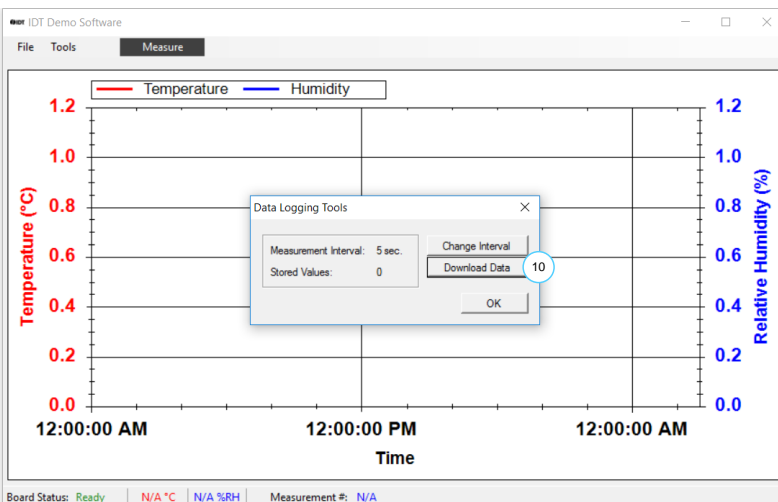 IDT IDT Demo Software
File Tools Measure
Temperature Humidity
1.2
1.0
0.8
0.6
0.4
0.2
0.0
Temperature (°C)
1.2
1.0
0.8
0.6
0.4
0.2
0.0
Relative Humidity (%)
Data Logging Tools
Measurement Interval: 5 sec.
Stored Values: 0
Change Interval
Download Data 10
OK
12:00:00 AM 12:00:00 PM 12:00:00 AM
Time
Board Status: Ready N/A °C N/A %RH Measurement #: N/A